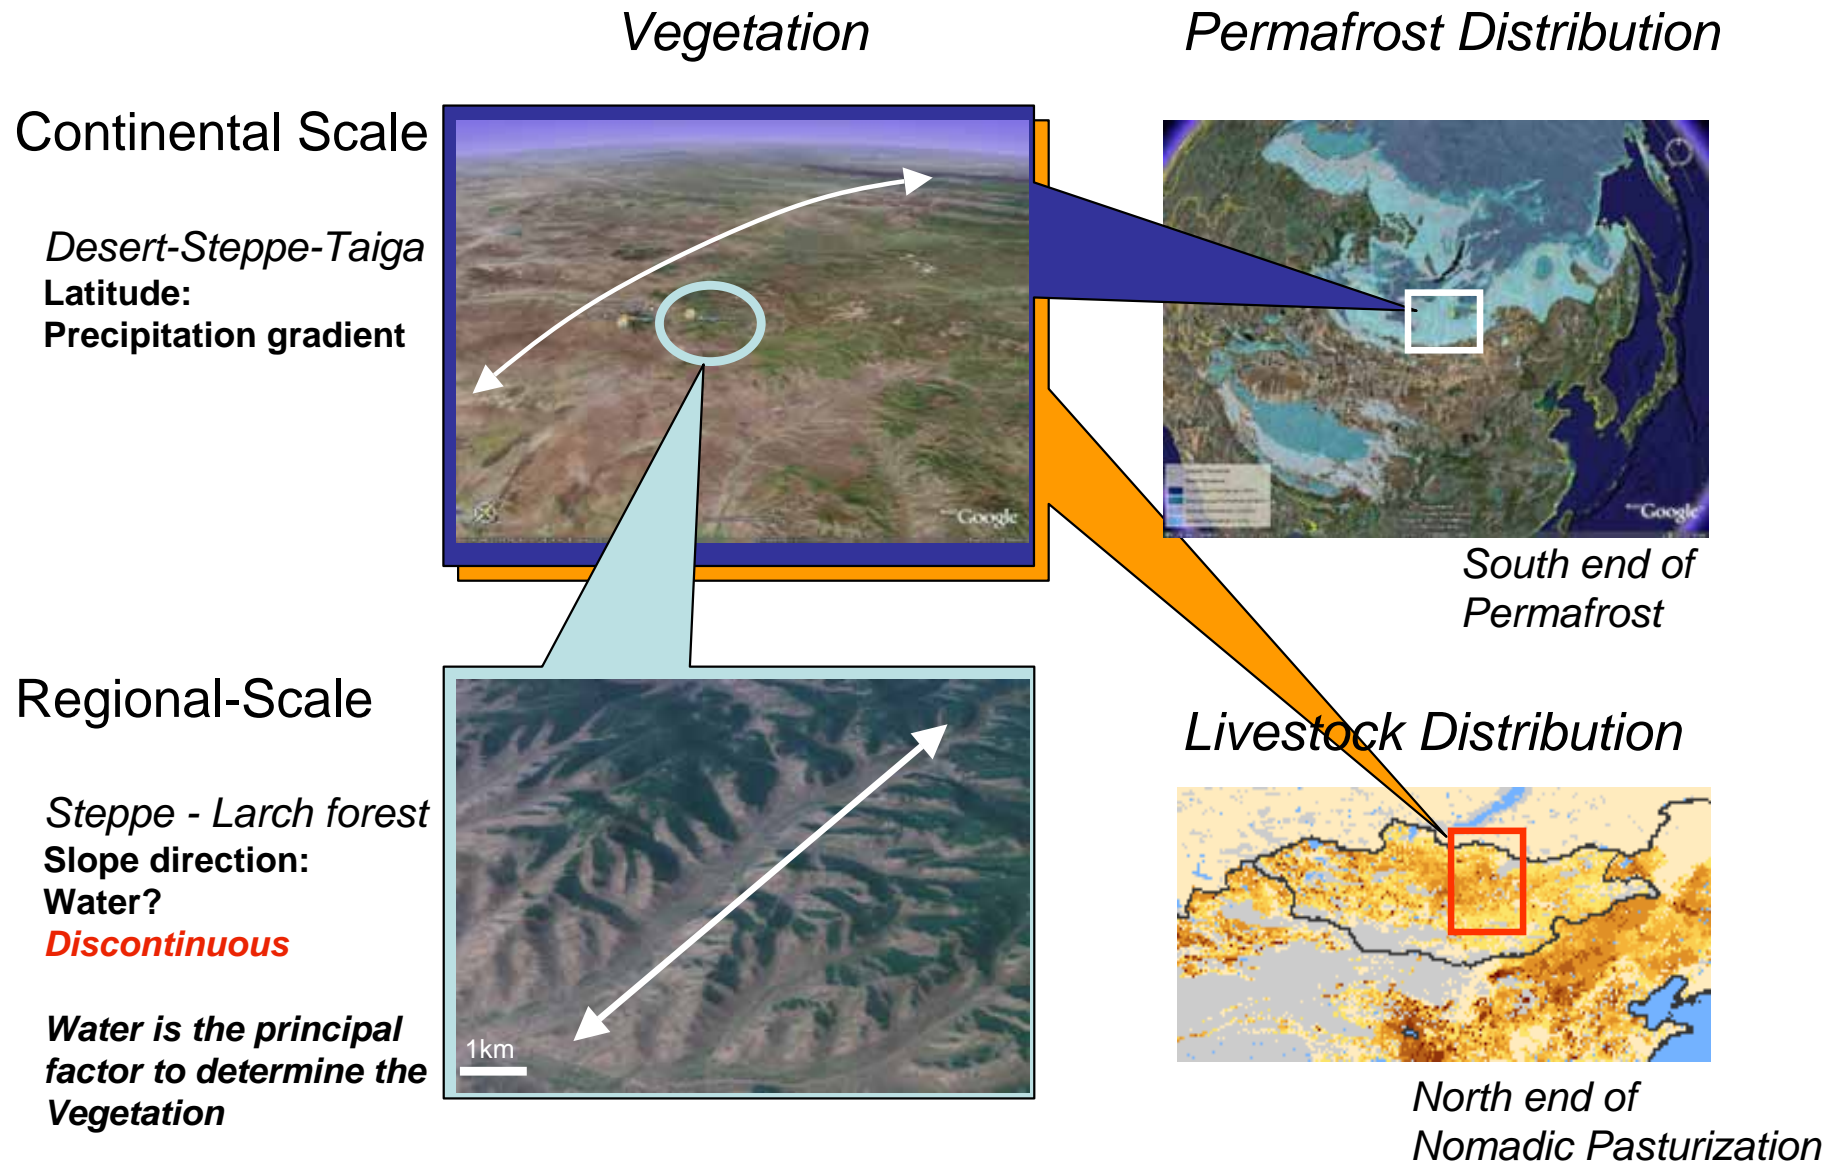 Vegetation
Permafrost Distribution
Continental Scale
Desert-Steppe-Taiga
Latitude:
Precipitation gradient
Google
Google
South end of
Permafrost
Regional-Scale
Steppe - Larch forest
Slope direction:
Water?
Discontinuous
Water is the principal
factor to determine the
Vegetation
1km
Livestock Distribution
North end of
Nomadic Pasturization